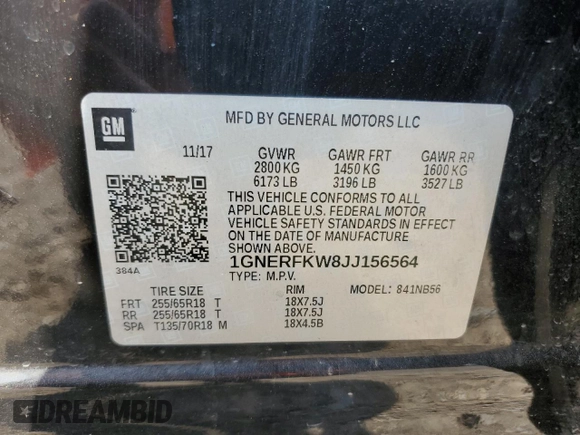 GM
MFD BY GENERAL MOTORS LLC
11/17 GVWR GAWR FRT GAWR RR
2800 KG 1450 KG 1600 KG
6173 LB 3196 LB 3527 LB
THIS VEHICLE CONFORMS TO ALL
APPLICABLE U.S. FEDERAL MOTOR
VEHICLE SAFETY STANDARDS IN EFFECT
ON THE DATE OF MANUFACTURE
SHOWN ABOVE.
384A
1GNERFKW8JJ156564
TYPE: M.P.V.
TIRE SIZE RIM MODEL: 841NB56
FRT 255/65R18 T 18X7.5J
RR 255/65R18 T 18X7.5J
SPA T135/70R18 M 18X4.5B
DREAMBID